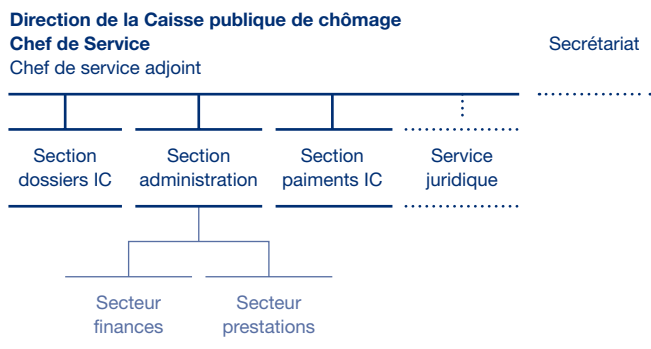 Direction de la Caisse publique de chômage
Chef de Service
Secrétariat
Chef de service adjoint
Section
dossiers IC
Section
administration
Section
paiments IC
Service
juridique
Secteur
finances
Secteur
prestations